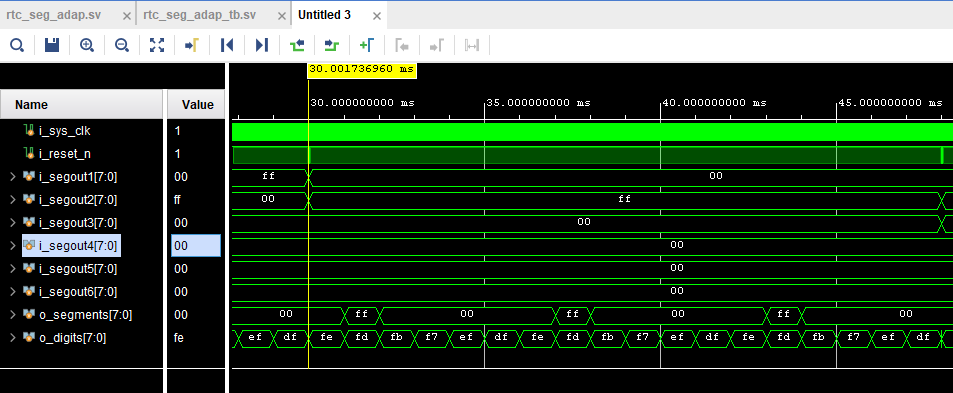 rtc_seg_adap.sv × rtc_seg_adap_tb.sv × Untitled 3 ×
30.001736960 ms
Name Value 30.000000000 ms 35.000000000 ms 40.000000000 ms 45.000000000 ms
i_sys_clk 1
i_reset_n 1
i_segout1[7:0] 00 ff 00
i_segout2[7:0] ff 00 ff
i_segout3[7:0] 00 00
i_segout4[7:0] 00 00
i_segout5[7:0] 00 00
i_segout6[7:0] 00 00
o_segments[7:0] 00 00 ff 00 ff 00 ff 00
o_digits[7:0] fe ef df fe fd fb f7 ef df fe fd fb f7 ef df fe fd fb f7 ef df